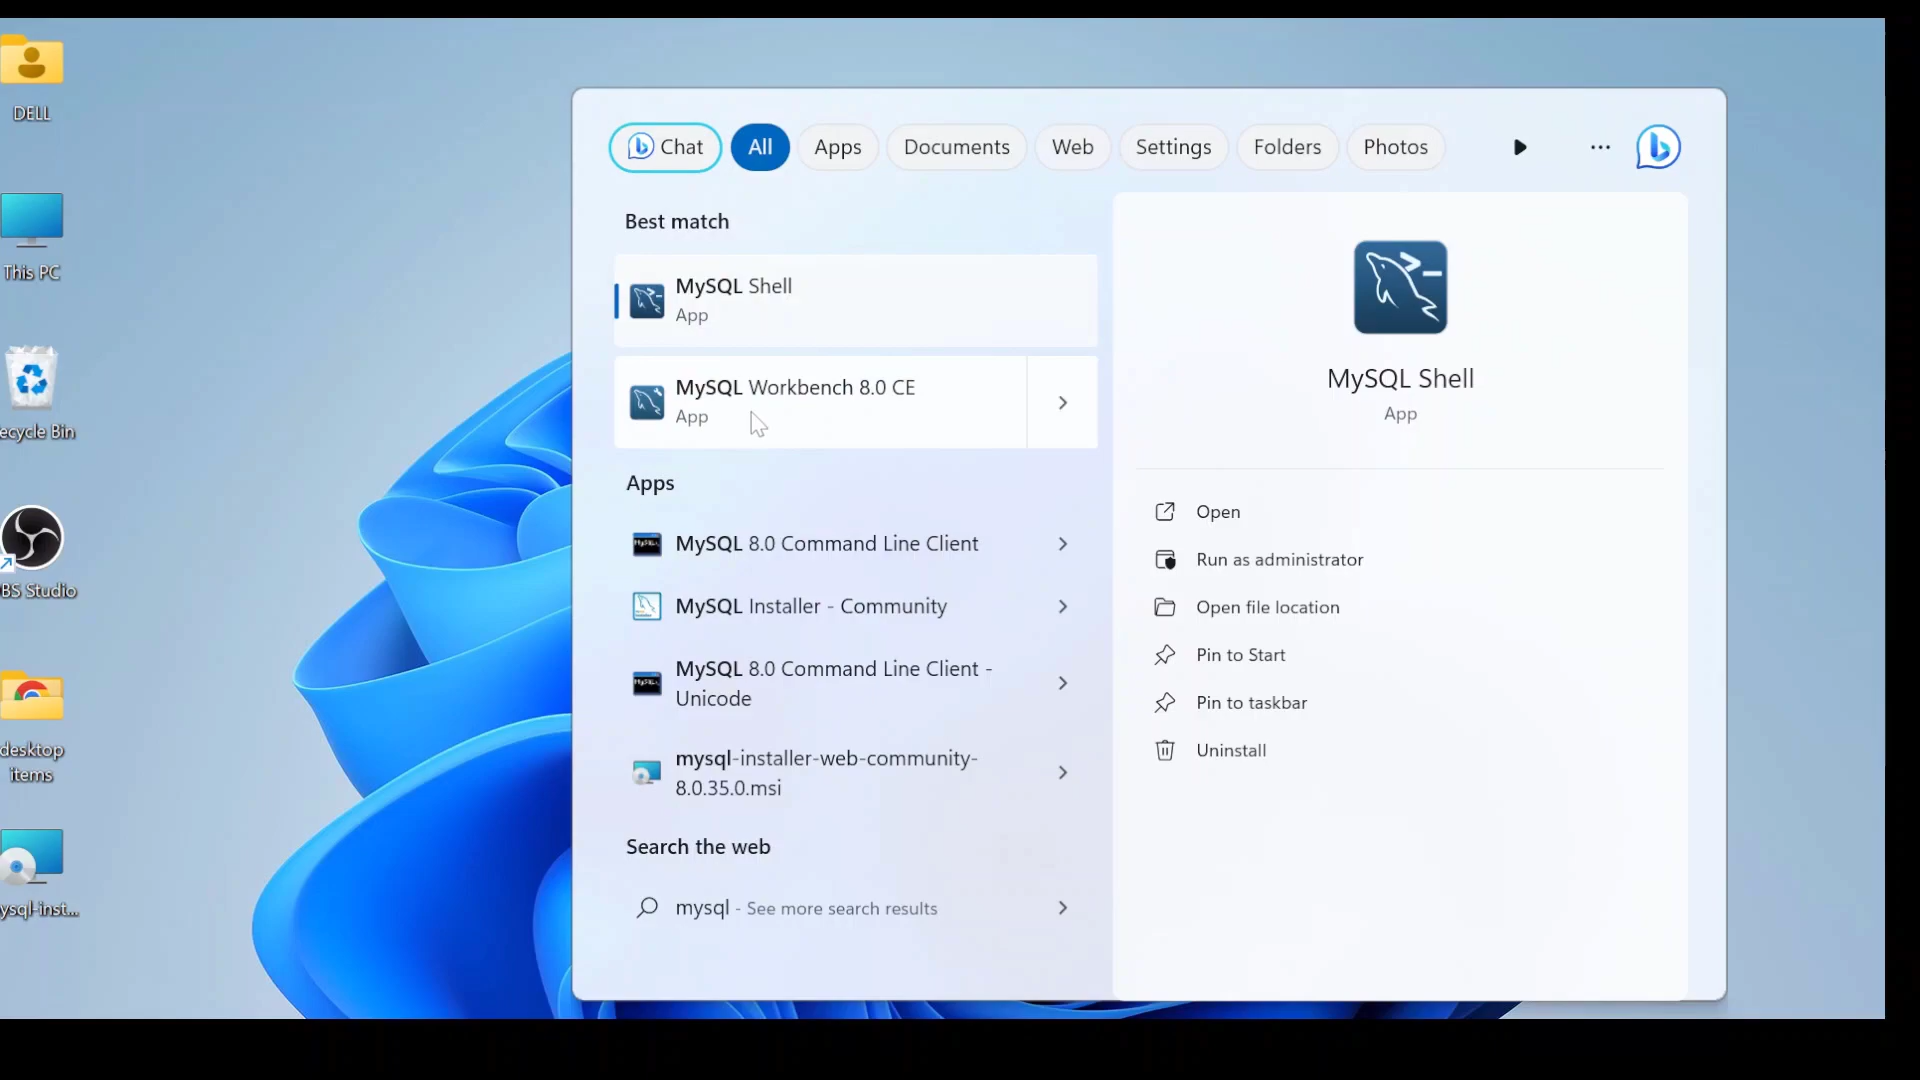 DELL
This PC
ecycle Bin
BS Studio
desktop
items
ysql-inst...
Chat
All
Apps
Documents
Web
Settings
Folders
Photos
Best match
MySQL Shell
App
MySQL Workbench 8.0 CE
App
Apps
MySQL 8.0 Command Line Client
MySQL Installer - Community
MySQL 8.0 Command Line Client -
Unicode
mysql-installer-web-community-
8.0.35.0.msi
Search the web
mysql - See more search results
MySQL Shell
App
Open
Run as administrator
Open file location
Pin to Start
Pin to taskbar
Uninstall